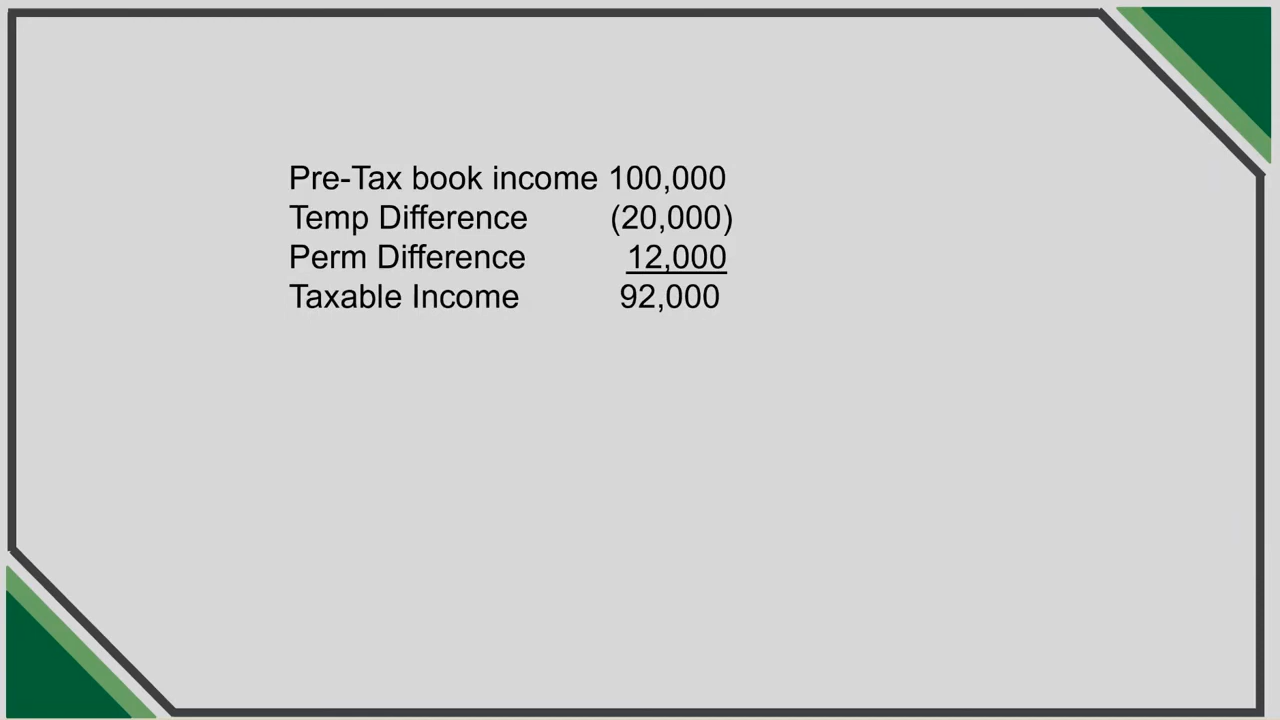 Pre-Tax book income 100,000
Temp Difference (20,000)
Perm Difference 12,000
Taxable Income 92,000